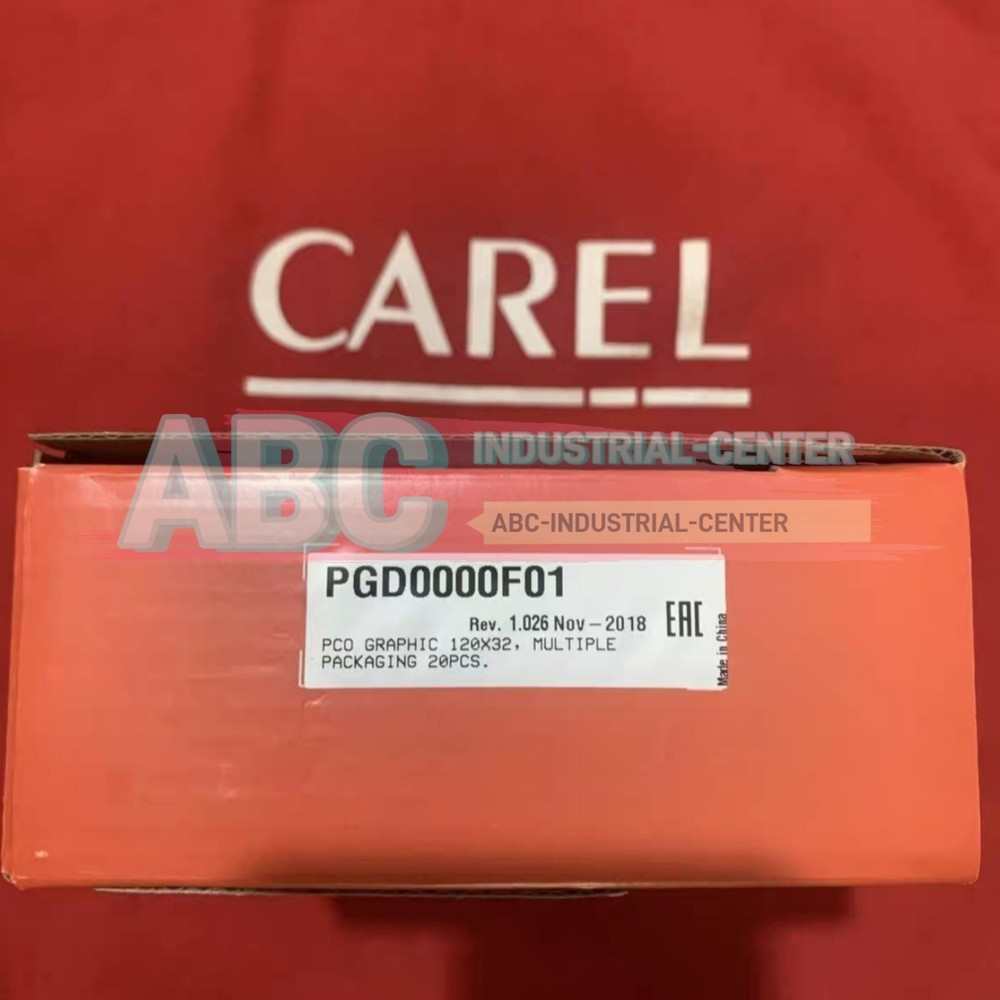 CAREL
ABC
INDUSTRIAL-CENTER
ABC-INDUSTRIAL-CENTER
PGD0000F01
Rev. 1.026 Nov-2018
EAC
PCO GRAPHIC 120X32, MULTIPLE
PACKAGING 20PCS.
Made in China